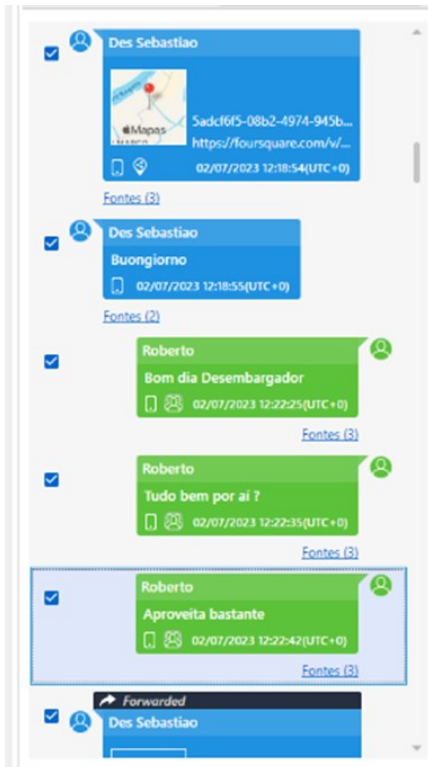 Des Sebastiao
Mapas
5adcf6f5-08b2-4974-945b...
https://foursquare.com/v/...
02/07/2023 12:18:54(UTC+0)
Fontes (3)
Des Sebastiao
Buongiorno
02/07/2023 12:18:55(UTC+0)
Fontes (2)
Roberto
Bom dia Desembargador
02/07/2023 12:22:25(UTC+0)
Fontes (3)
Roberto
Tudo bem por aí ?
02/07/2023 12:22:35(UTC+0)
Fontes (3)
Roberto
Aproveita bastante
02/07/2023 12:22:42(UTC+0)
Fontes (3)
Forwarded
Des Sebastiao